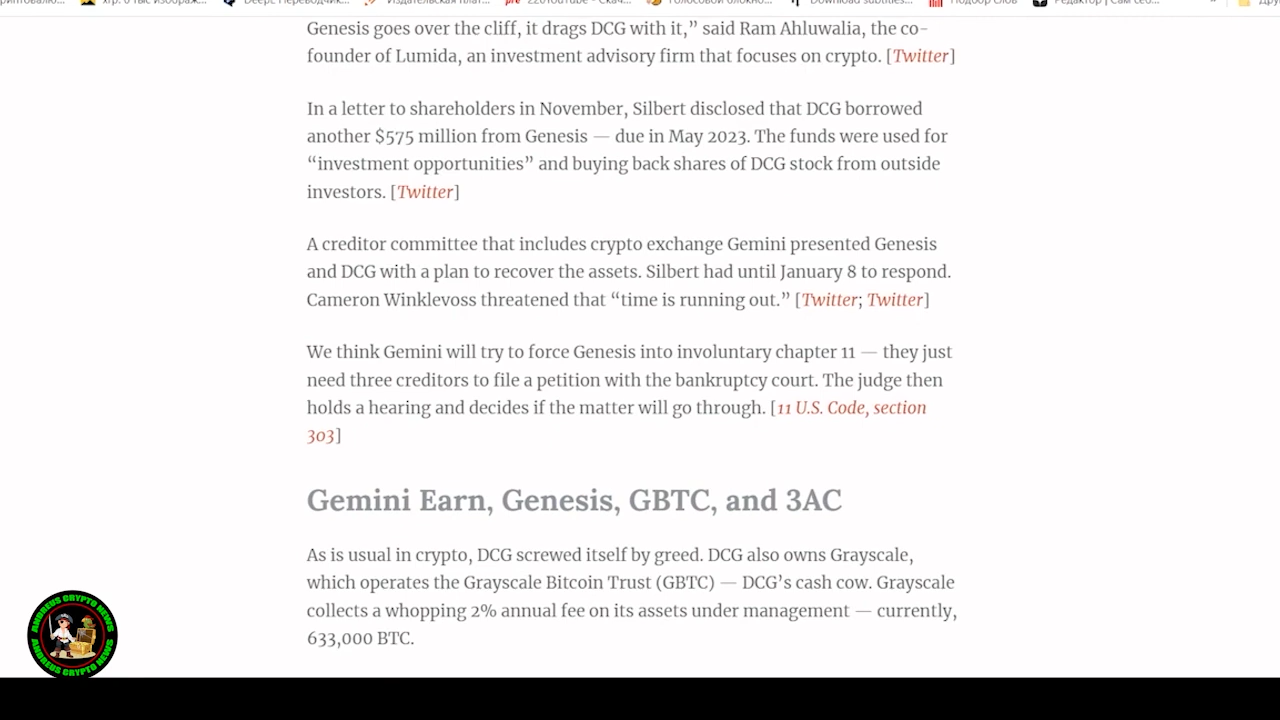 Genesis goes over the cliff, it drags DCG with it,” said Ram Ahluwalia, the co-
founder of Lumida, an investment advisory firm that focuses on crypto. [Twitter]
In a letter to shareholders in November, Silbert disclosed that DCG borrowed
another $575 million from Genesis — due in May 2023. The funds were used for
“investment opportunities” and buying back shares of DCG stock from outside
investors. [Twitter]
A creditor committee that includes crypto exchange Gemini presented Genesis
and DCG with a plan to recover the assets. Silbert had until January 8 to respond.
Cameron Winklevoss threatened that “time is running out.” [Twitter; Twitter]
We think Gemini will try to force Genesis into involuntary chapter 11 — they just
need three creditors to file a petition with the bankruptcy court. The judge then
holds a hearing and decides if the matter will go through. [11 U.S. Code, section
303]
Gemini Earn, Genesis, GBTC, and 3AC
As is usual in crypto, DCG screwed itself by greed. DCG also owns Grayscale,
which operates the Grayscale Bitcoin Trust (GBTC) — DCG’s cash cow. Grayscale
collects a whopping 2% annual fee on its assets under management — currently,
633,000 BTC.
ANDREUS CRYPTO NEWS
ANDREUS CRYPTO NEWS